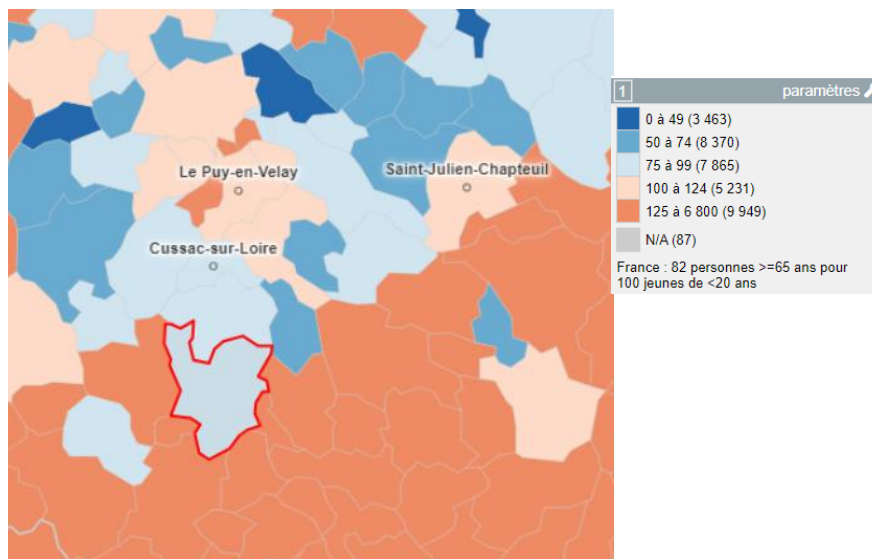 Le Puy-en-Velay
Saint-Julien-Chapteuil
Cussac-sur-Loire
1 paramètres
0 à 49 (3 463)
50 à 74 (8 370)
75 à 99 (7 865)
100 à 124 (5 231)
125 à 6 800 (9 949)
N/A (87)
France : 82 personnes >=65 ans pour
100 jeunes de <20 ans